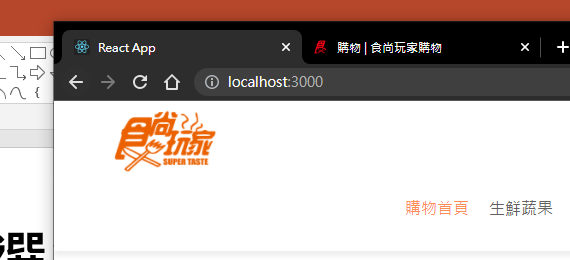 React App
購物 | 食尚玩家購物
localhost:3000
食尚玩家
SUPER TASTE
購物首頁 生鮮蔬果